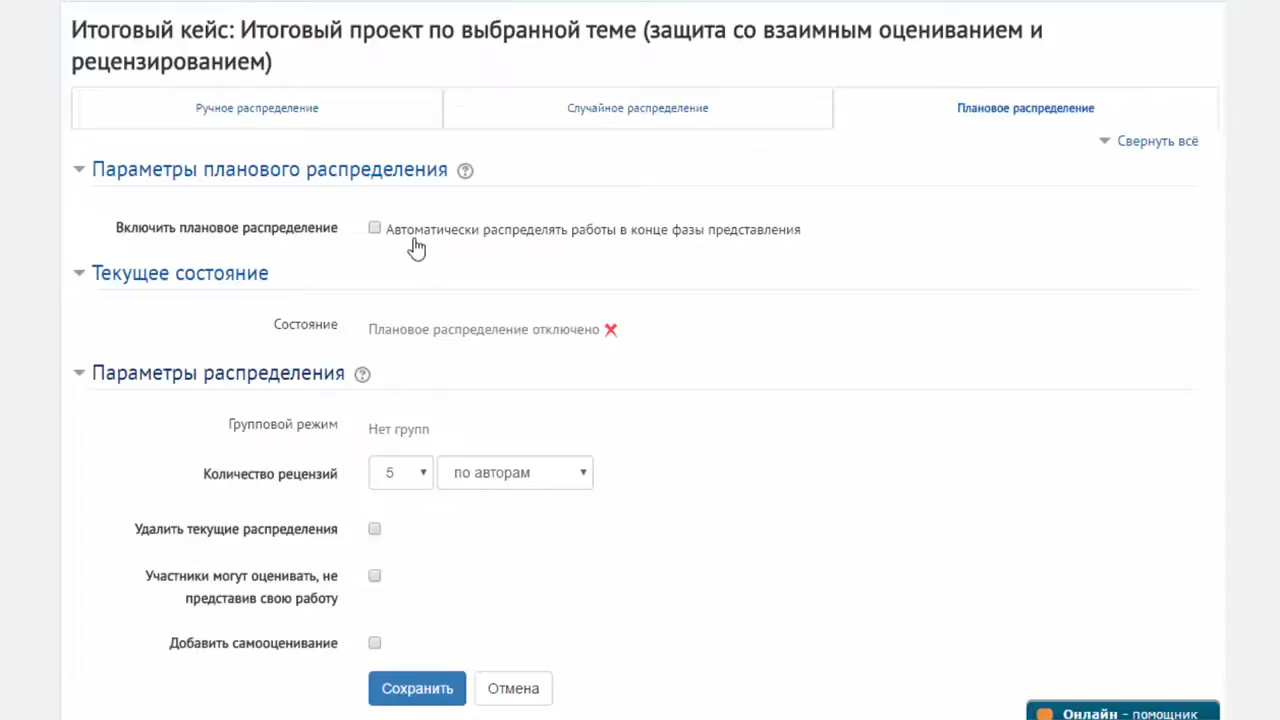 Итоговый кейс: Итоговый проект по выбранной теме (защита со взаимным оцениванием и
рецензированием)
Ручное распределение
Случайное распределение
Плановое распределение
Свернуть всё
Параметры планового распределения
Включить плановое распределение
Автоматически распределять работы в конце фазы представления
Текущее состояние
Состояние
Плановое распределение отключено
Параметры распределения
Групповой режим
Нет групп
Количество рецензий
5
по авторам
Удалить текущие распределения
Участники могут оценивать, не
представив свою работу
Добавить самооценивание
Сохранить
Отмена
Онлайн - помощник